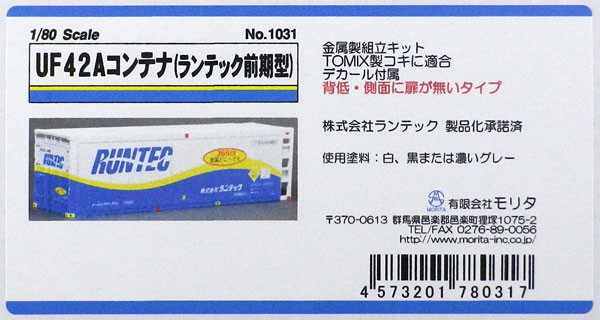 1/80 Scale No.1031
UF42Aコンテナ(ランテック前期型)
金属製組立キット
TOMIX製コキに適合
デカール付属
背低・側面に扉が無いタイプ
株式会社ランテック 製品化承諾済
使用塗料:白、黒または濃いグレー
RUNTEC
365日
株式会社ランテック
MORITA
有限会社モリタ
〒370-0613 群馬県邑楽郡邑楽町狸塚1075-2
TEL/FAX 0276-89-0056
http://www.morita-inc.co.jp/
4 573201 780317